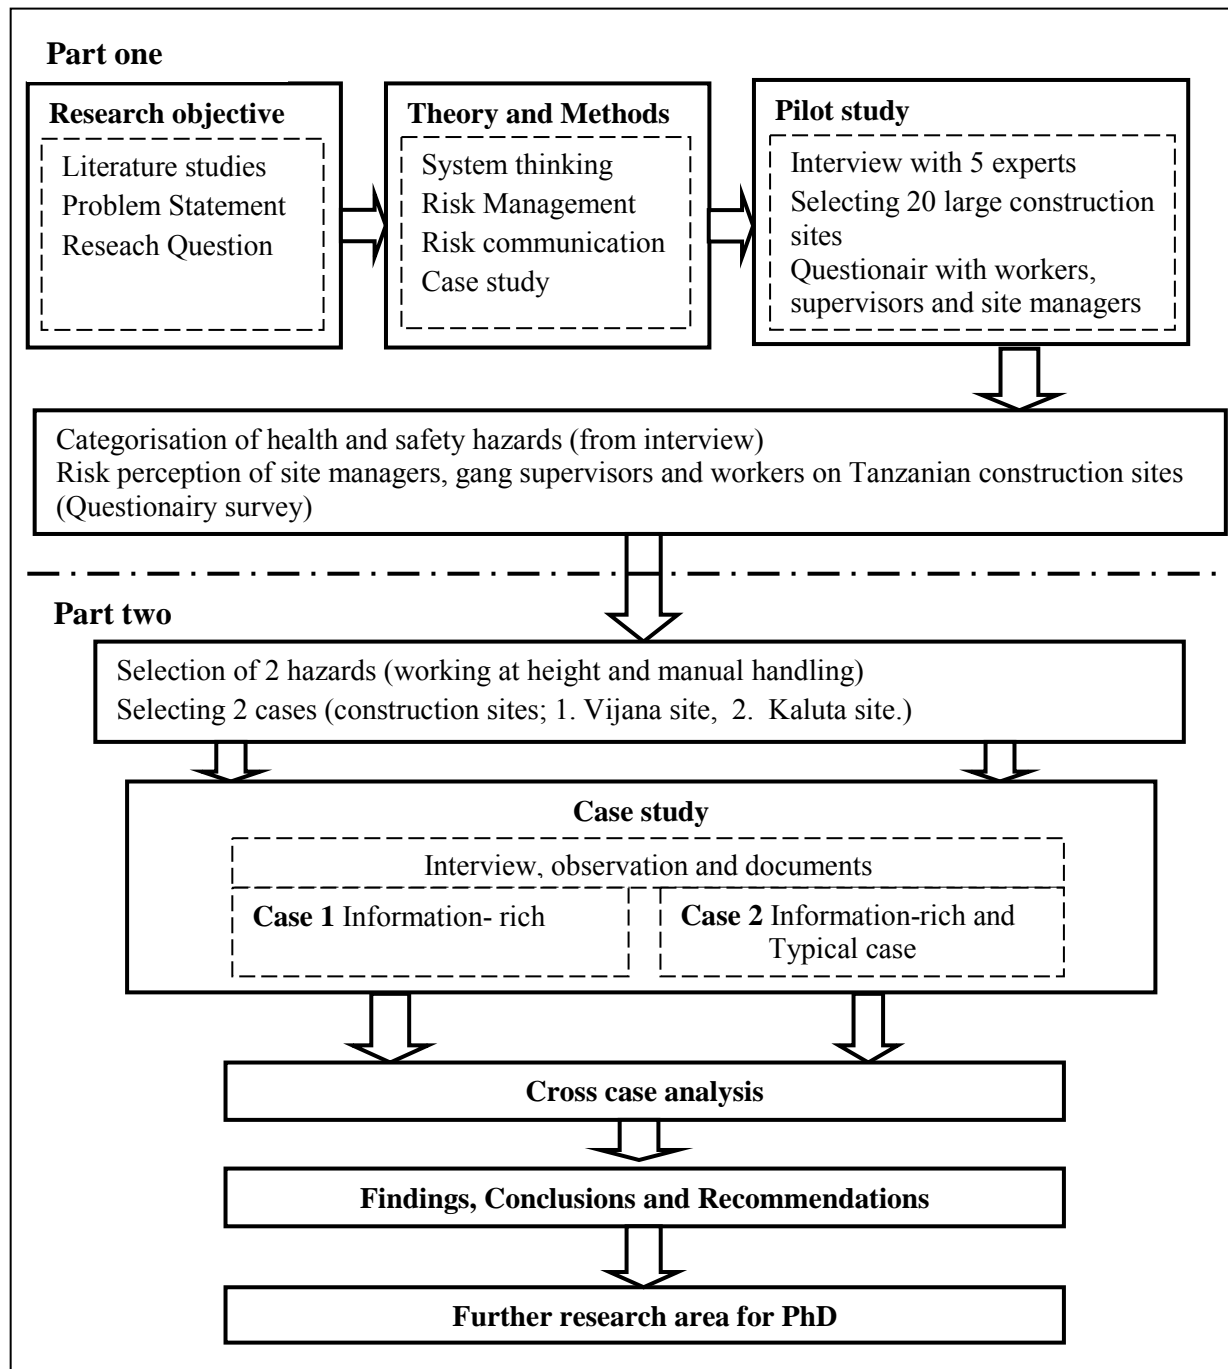 Part one
Research objective
Literature studies
Problem Statement
Reseach Question
Theory and Methods
System thinking
Risk Management
Risk communication
Case study
Pilot study
Interview with 5 experts
Selecting 20 large construction
sites
Questionair with workers,
supervisors and site managers
Categorisation of health and safety hazards (from interview)
Risk perception of site managers, gang supervisors and workers on Tanzanian construction sites
(Questionairy survey)
Part two
Selection of 2 hazards (working at height and manual handling)
Selecting 2 cases (construction sites; 1. Vijana site, 2. Kaluta site.)
Case study
Interview, observation and documents
Case 1 Information- rich
Case 2 Information-rich and
Typical case
Cross case analysis
Findings, Conclusions and Recommendations
Further research area for PhD